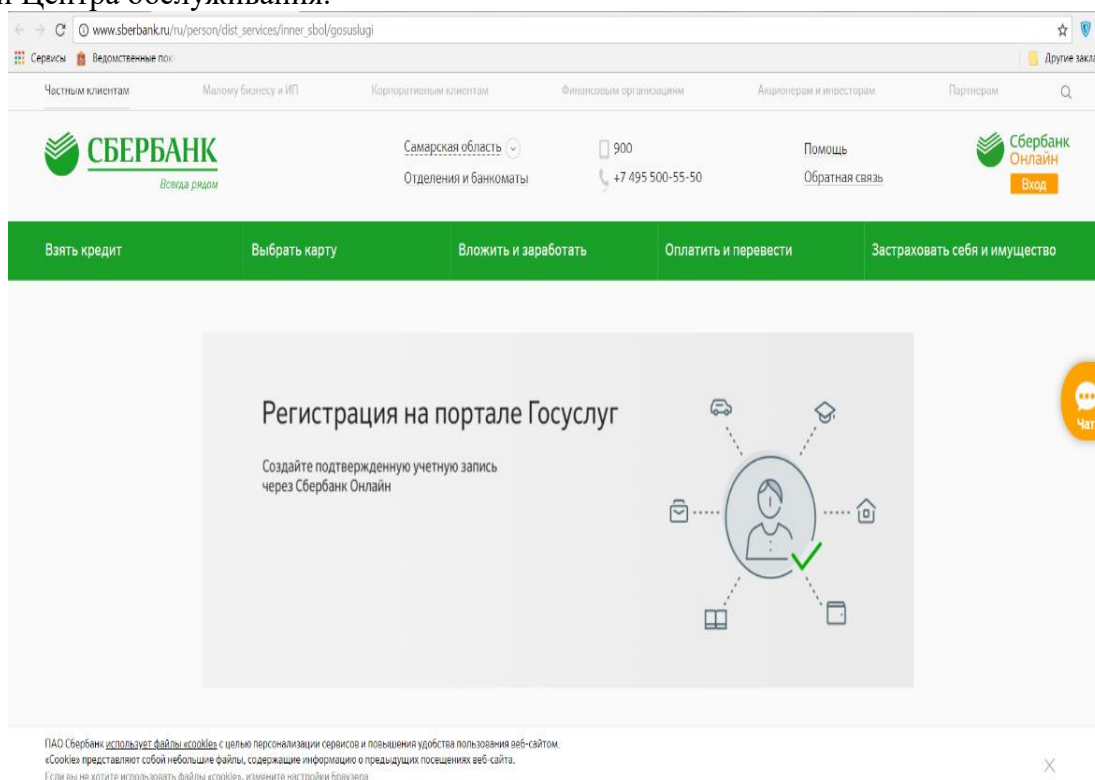 Центра обслуживания.
www.sberbank.ru/ru/person/dist_services/inner_sbol/gosuslugi
Сервисы Ведомственные пок Другие закла
Частным клиентам Малому бизнесу и ИП Корпоративным клиентам Финансовым организациям Акционерам и инвесторам Партнерам
СБЕРБАНК
Всегда рядом
Самарская область
Отделения и банкоматы
900
+7 495 500-55-50
Помощь
Обратная связь
Сбербанк
Онлайн
Вход
Взять кредит Выбрать карту Вложить и заработать Оплатить и перевести Застраховать себя и имущество
Регистрация на портале Госуслуг
Создайте подтвержденную учетную запись
через Сбербанк Онлайн
Чат
ПАО Сбербанк использует файлы «cookie» с целью персонализации сервисов и повышения удобства пользования веб-сайтом.
«Cookie» представляют собой небольшие файлы, содержащие информацию о предыдущих посещениях веб-сайта.
Если вы не хотите использовать файлы «cookie», измените настройки браузера